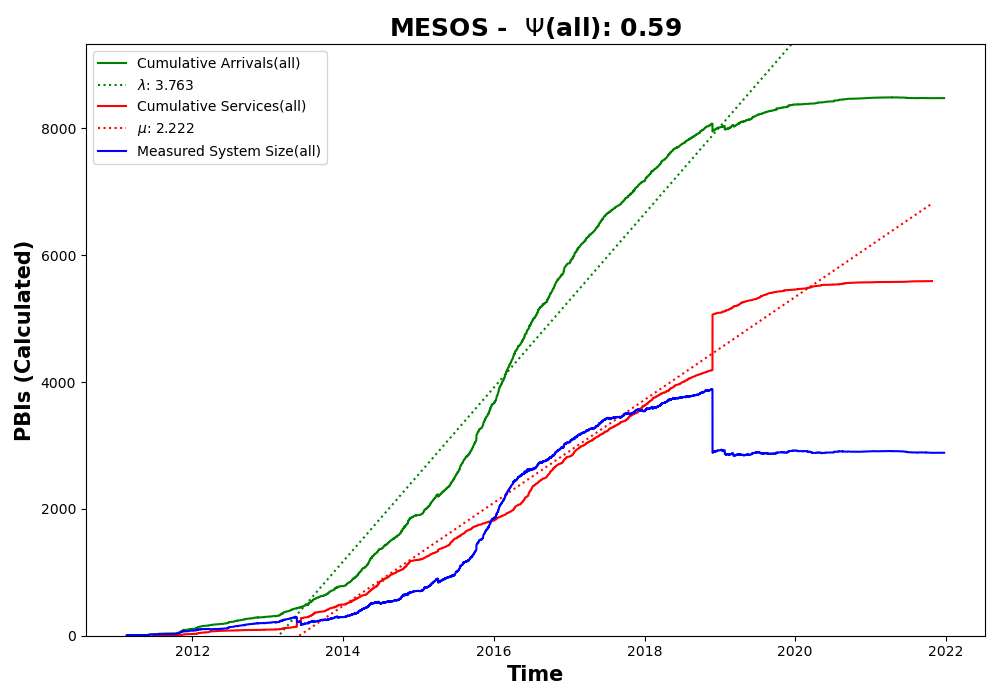 MESOS - Ψ(all): 0.59
Cumulative Arrivals(all)
λ: 3.763
Cumulative Services(all)
μ: 2.222
Measured System Size(all)
PBIs (Calculated)
8000
6000
4000
2000
0
2012 2014 2016 2018 2020 2022
Time